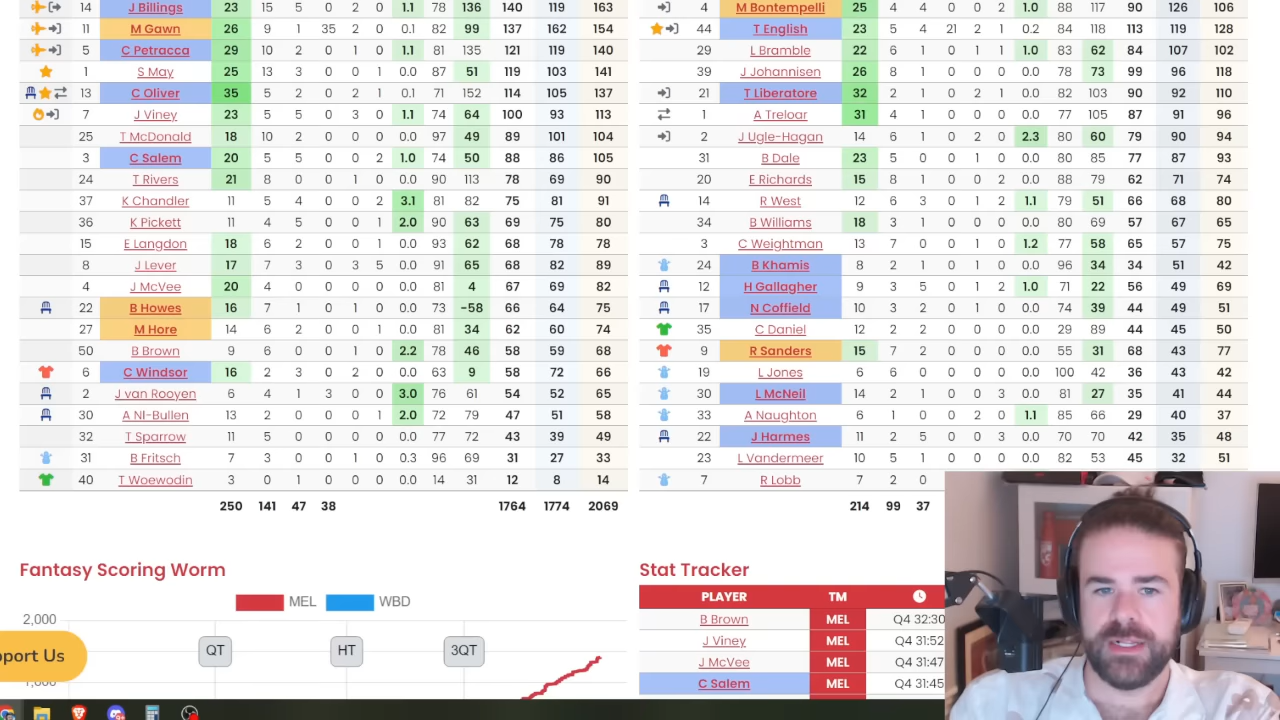 14 J Billings 23 15 5 0 2 0 1.1 78 136 140 119 163
11 M Gawn 26 9 1 35 2 0 0.1 82 99 137 162 154
5 C Petracca 29 10 2 0 0 1 1.1 81 135 121 119 140
1 S May 25 13 3 0 0 0 0.0 87 51 119 103 141
13 C Oliver 35 5 2 0 2 1 0.1 71 152 114 105 137
7 J Viney 23 5 5 0 3 0 1.1 74 64 100 93 113
25 T McDonald 18 10 2 0 0 0 0.0 97 49 89 101 104
3 C Salem 20 5 5 0 0 2 1.0 74 50 88 86 105
24 T Rivers 21 8 0 0 1 0 0.0 90 113 78 69 90
37 K Chandler 11 5 4 0 0 2 3.1 81 82 75 81 91
36 K Pickett 11 4 5 0 1 0 2.0 90 63 69 75 80
15 E Langdon 18 6 2 0 0 1 0.0 93 62 68 78 78
8 J Lever 17 7 3 0 3 5 0.0 91 65 68 82 89
4 J McVee 20 4 0 0 0 0 0.0 81 4 67 69 82
22 B Howes 16 7 1 0 1 0 0.0 73 -58 66 64 75
27 M Hore 14 6 2 0 0 2 0.0 81 34 62 60 74
50 B Brown 9 6 0 0 1 0 2.2 78 46 58 59 68
6 C Windsor 16 2 3 0 2 0 0.0 63 9 58 72 66
2 J van Rooyen 6 4 1 3 0 0 3.0 76 61 54 52 65
30 A NI-Bullen 13 2 0 0 0 1 2.0 72 79 47 51 58
32 T Sparrow 11 5 0 0 0 0 0.0 77 72 43 39 49
31 B Fritsch 7 3 0 0 1 0 0.3 96 69 31 27 33
40 T Woewodin 3 0 1 0 0 0 0.0 14 31 12 8 14
250 141 47 38 1764 1774 2069
4 M Bontempelli 25 4 4 0 0 2 1.0 88 117 90 126 106
44 T English 23 5 4 21 2 1 0.2 84 118 113 119 128
29 L Bramble 22 6 1 0 1 1 1.0 83 62 84 107 102
39 J Johannisen 26 8 1 0 0 0 0.0 78 73 99 96 118
21 T Liberatore 32 2 1 0 2 1 0.0 82 103 90 92 110
1 A Treloar 31 4 1 0 0 0 0.0 77 105 87 91 96
2 J Ugle-Hagan 14 6 1 0 2 0 2.3 80 60 79 90 94
31 B Dale 23 5 0 0 1 0 0.0 80 85 77 87 93
20 E Richards 15 8 1 0 0 2 0.0 88 79 62 71 74
14 R West 12 6 3 0 1 2 1.1 79 51 66 68 80
34 B Williams 18 3 1 0 0 0 0.0 80 69 57 67 65
3 C Weightman 13 7 0 0 1 0 1.2 77 58 65 57 75
24 B Khamis 8 2 1 0 1 0 0.0 96 34 34 51 42
12 H Gallagher 9 3 5 0 1 2 1.0 71 22 56 49 69
17 N Coffield 10 3 2 0 1 0 0.0 74 39 44 49 51
35 C Daniel 12 2 2 0 0 0 0.0 29 89 44 45 50
9 R Sanders 15 7 2 0 0 0 0.0 55 31 68 43 77
19 L Jones 6 6 0 0 0 0 0.0 100 42 36 43 42
30 L McNeil 14 2 1 0 0 3 0.0 81 27 35 41 44
33 A Naughton 6 1 0 0 2 0 1.1 85 66 29 40 37
22 J Harmes 11 2 5 0 0 3 0.0 70 70 42 35 48
23 L Vandermeer 10 5 1 0 0 0 0.0 82 53 45 32 51
7 R Lobb 7 2 0
214 99 37
Fantasy Scoring Worm
MEL WBD
2,000
QT HT 3QT
port Us
Stat Tracker
PLAYER TM
B Brown MEL Q4 32:30
J Viney MEL Q4 31:52
J McVee MEL Q4 31:47
C Salem MEL Q4 31:45